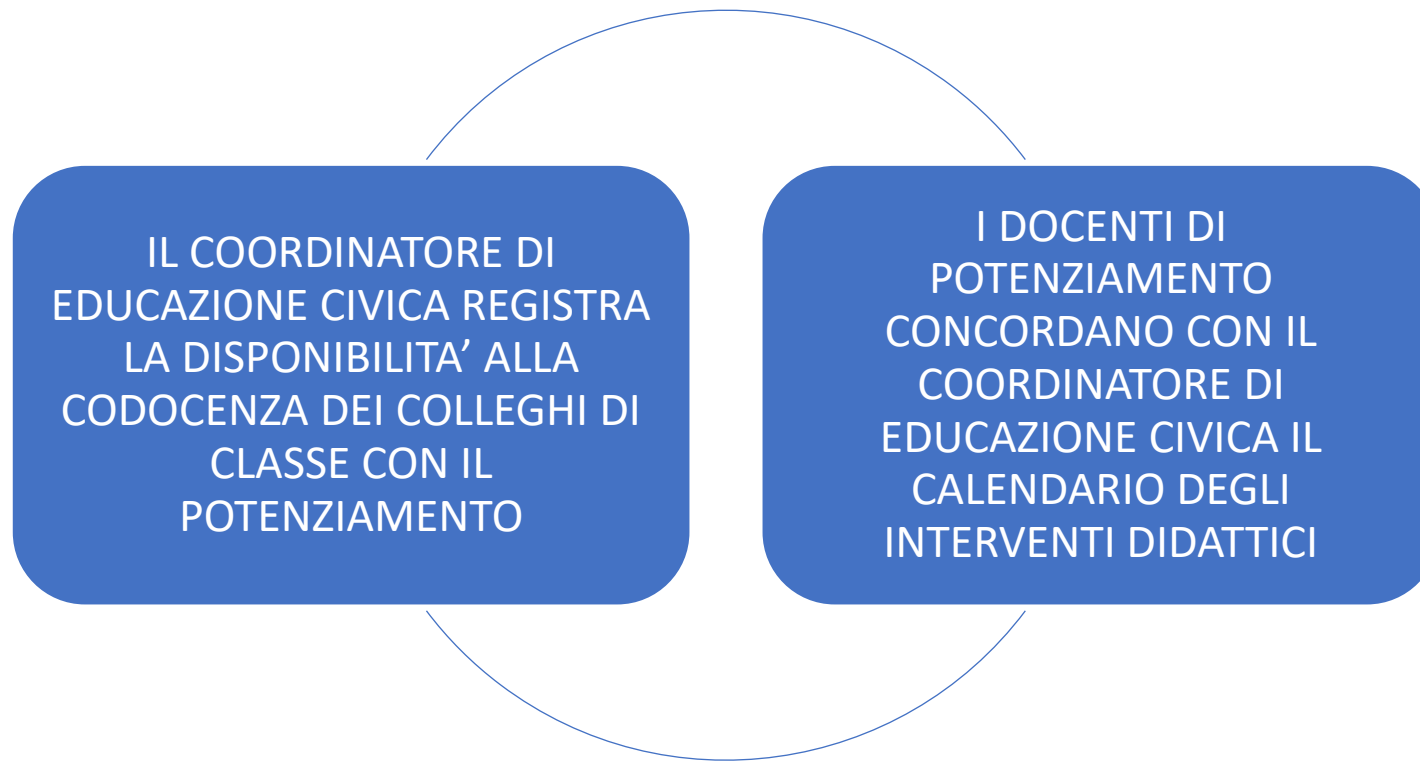 IL COORDINATORE DI
EDUCAZIONE CIVICA REGISTRA
LA DISPONIBILITA’ ALLA
CODOCENZA DEI COLLEGHI DI
CLASSE CON IL
POTENZIAMENTO
I DOCENTI DI
POTENZIAMENTO
CONCORDANO CON IL
COORDINATORE DI
EDUCAZIONE CIVICA IL
CALENDARIO DEGLI
INTERVENTI DIDATTICI